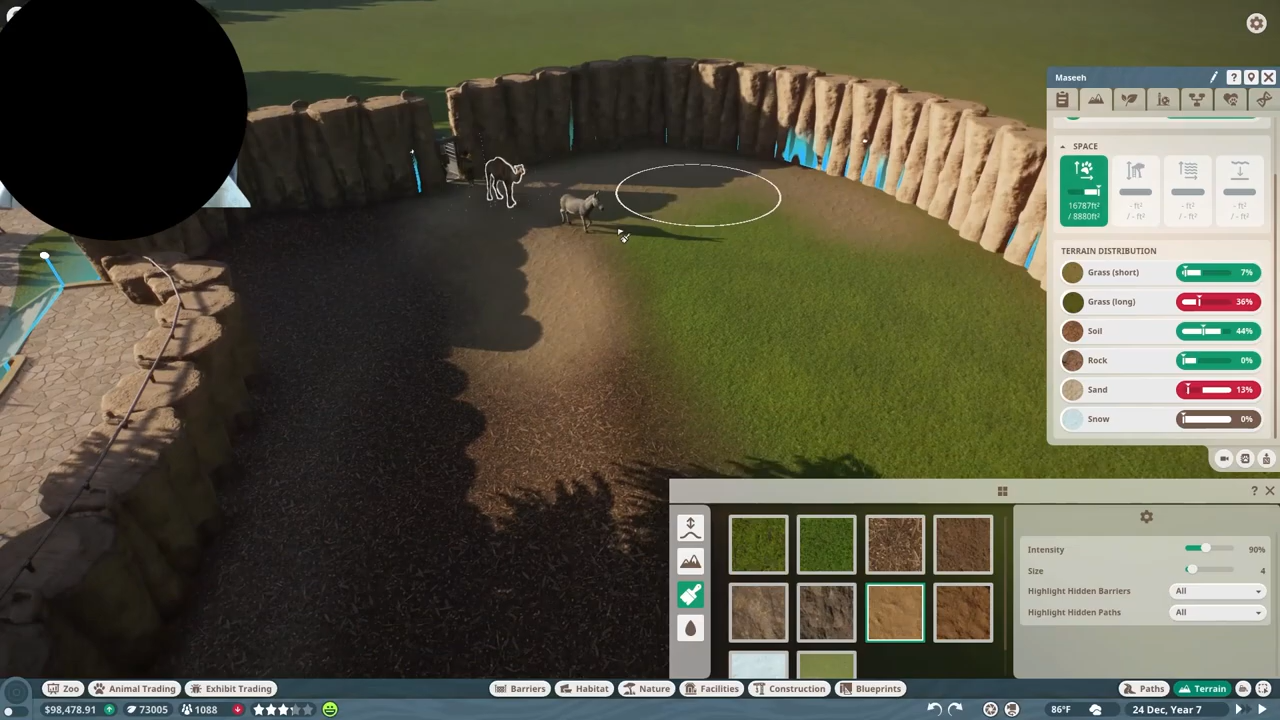 Maseeh
?
SPACE
16787ft²
/ 8880ft²
- ft²
/ - ft²
- ft²
/ - ft²
- ft²
/ - ft²
TERRAIN DISTRIBUTION
Grass (short) 7%
Grass (long) 36%
Soil 44%
Rock 0%
Sand 13%
Snow 0%
?
Intensity 90%
Size 4
Highlight Hidden Barriers All
Highlight Hidden Paths All
Zoo Animal Trading Exhibit Trading Barriers Habitat Nature Facilities Construction Blueprints Paths Terrain
$98,478.91 73005 1088 86°F 24 Dec, Year 7